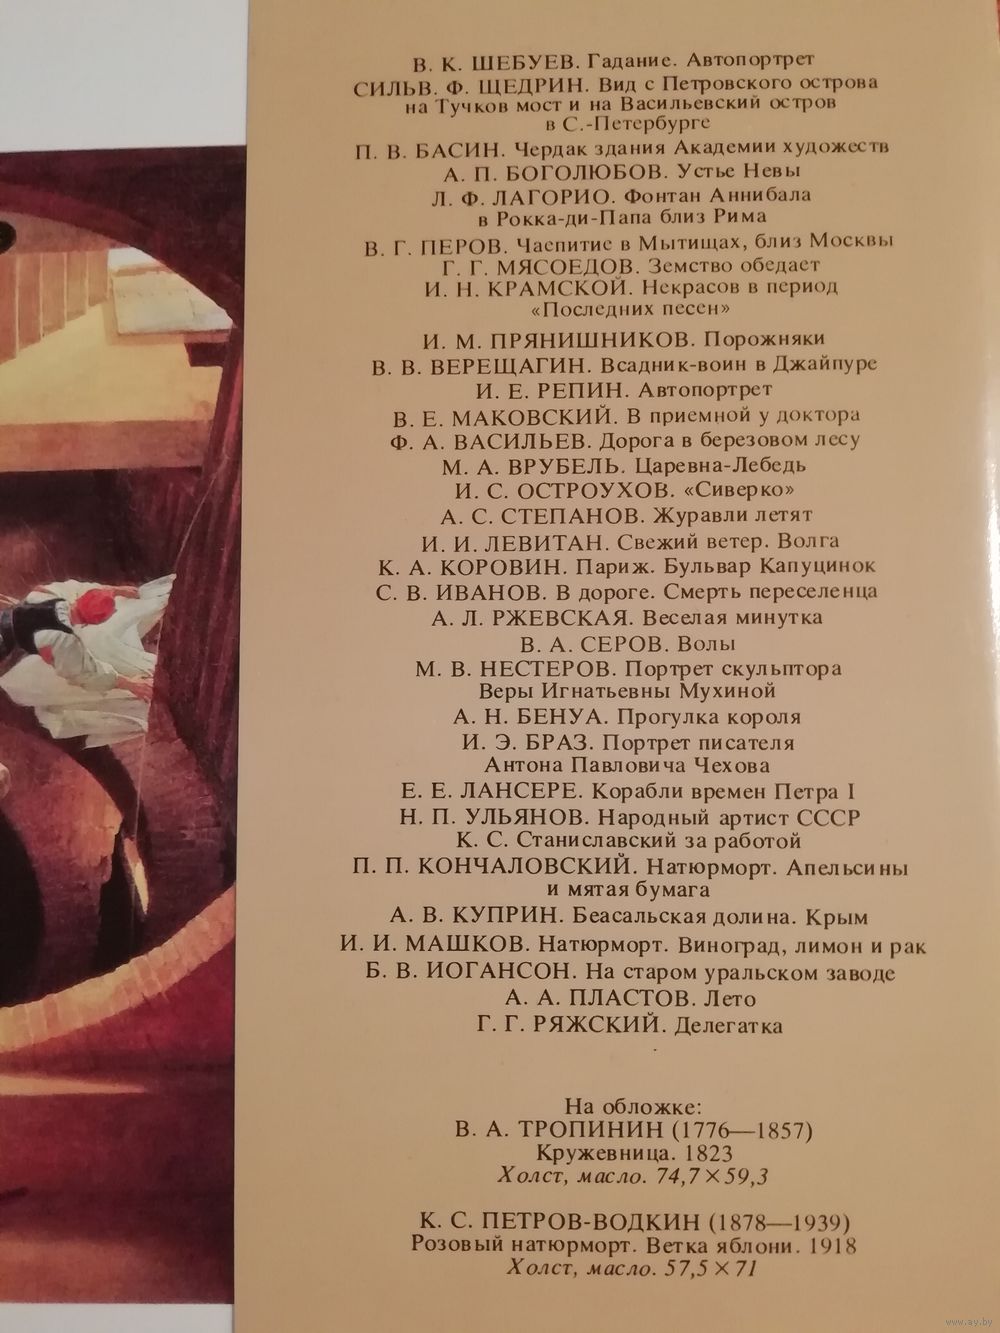 В. К. ШЕБУЕВ. Гадание. Автопортрет
СИЛЬВ. Ф. ЩЕДРИН. Вид с Петровского острова
на Тучков мост и на Васильевский остров
в С.-Петербурге
П. В. БАСИН. Чердак здания Академии художеств
А. П. БОГОЛЮБОВ. Устье Невы
Л. Ф. ЛАГОРИО. Фонтан Аннибала
в Рокка-ди-Папа близ Рима
В. Г. ПЕРОВ. Чаепитие в Мытищах, близ Москвы
Г. Г. МЯСОЕДОВ. Земство обедает
И. Н. КРАМСКОЙ. Некрасов в период
«Последних песен»
И. М. ПРЯНИШНИКОВ. Порожняки
В. В. ВЕРЕЩАГИН. Всадник-воин в Джайпуре
И. Е. РЕПИН. Автопортрет
В. Е. МАКОВСКИЙ. В приемной у доктора
Ф. А. ВАСИЛЬЕВ. Дорога в березовом лесу
М. А. ВРУБЕЛЬ. Царевна-Лебедь
И. С. ОСТРОУХОВ. «Сиверко»
А. С. СТЕПАНОВ. Журавли летят
И. И. ЛЕВИТАН. Свежий ветер. Волга
К. А. КОРОВИН. Париж. Бульвар Капуцинок
С. В. ИВАНОВ. В дороге. Смерть переселенца
А. Л. РЖЕВСКАЯ. Веселая минутка
В. А. СЕРОВ. Волы
М. В. НЕСТЕРОВ. Портрет скульптора
Веры Игнатьевны Мухиной
А. Н. БЕНУА. Прогулка короля
И. Э. БРАЗ. Портрет писателя
Антона Павловича Чехова
Е. Е. ЛАНСЕРЕ. Корабли времен Петра I
Н. П. УЛЬЯНОВ. Народный артист СССР
К. С. Станиславский за работой
П. П. КОНЧАЛОВСКИЙ. Натюрморт. Апельсины
и мятая бумага
А. В. КУПРИН. Беасальская долина. Крым
И. И. МАШКОВ. Натюрморт. Виноград, лимон и рак
Б. В. ИОГАНСОН. На старом уральском заводе
А. А. ПЛАСТОВ. Лето
Г. Г. РЯЖСКИЙ. Делегатка
На обложке:
В. А. ТРОПИНИН (1776—1857)
Кружевница. 1823
Холст, масло. 74,7×59,3
К. С. ПЕТРОВ-ВОДКИН (1878—1939)
Розовый натюрморт. Ветка яблони. 1918
Холст, масло. 57,5×71
www.ay.by